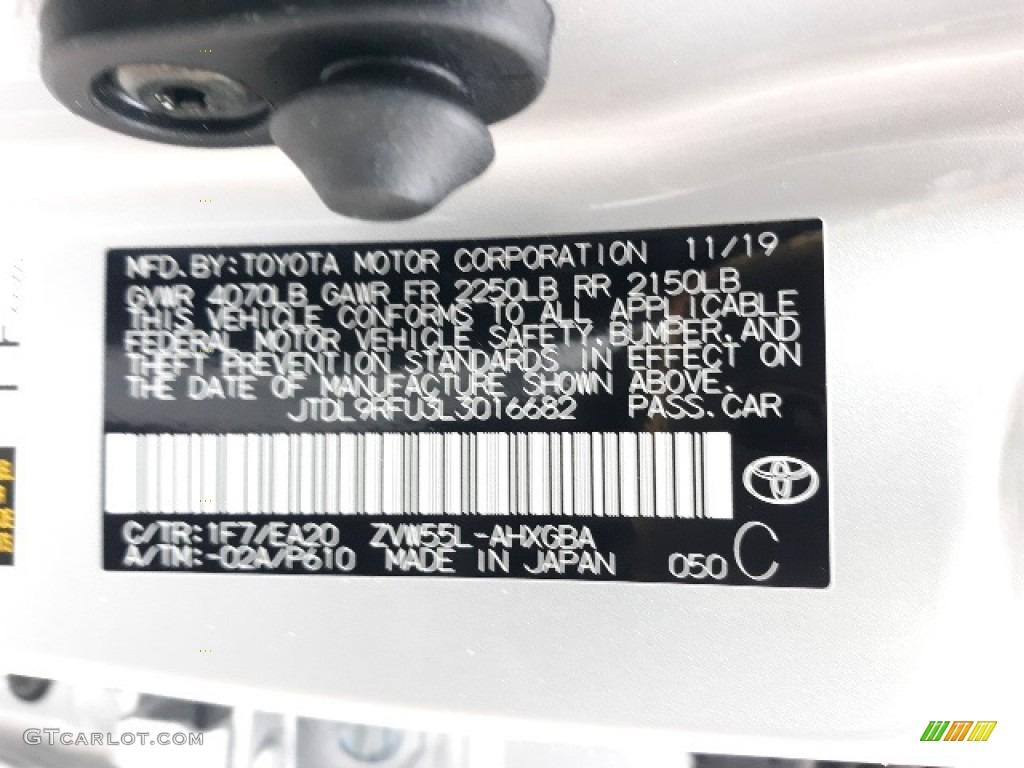 MFD.BY:TOYOTA MOTOR CORPORATION 11/19
GVWR 4070LB GAWR FR 2250LB RR 2150LB
THIS VEHICLE CONFORMS TO ALL APPLICABLE
FEDERAL MOTOR VEHICLE SAFETY,BUMPER,AND
THEFT PREVENTION STANDARDS IN EFFECT ON
THE DATE OF MANUFACTURE SHOWN ABOVE.
JTDL9RFU3L3016682 PASS.CAR
C/TR:1F7/EA20 ZVW55L-AHXGBA
A/TM:-02A/P610 MADE IN JAPAN 050 C
GTCARLOT.COM